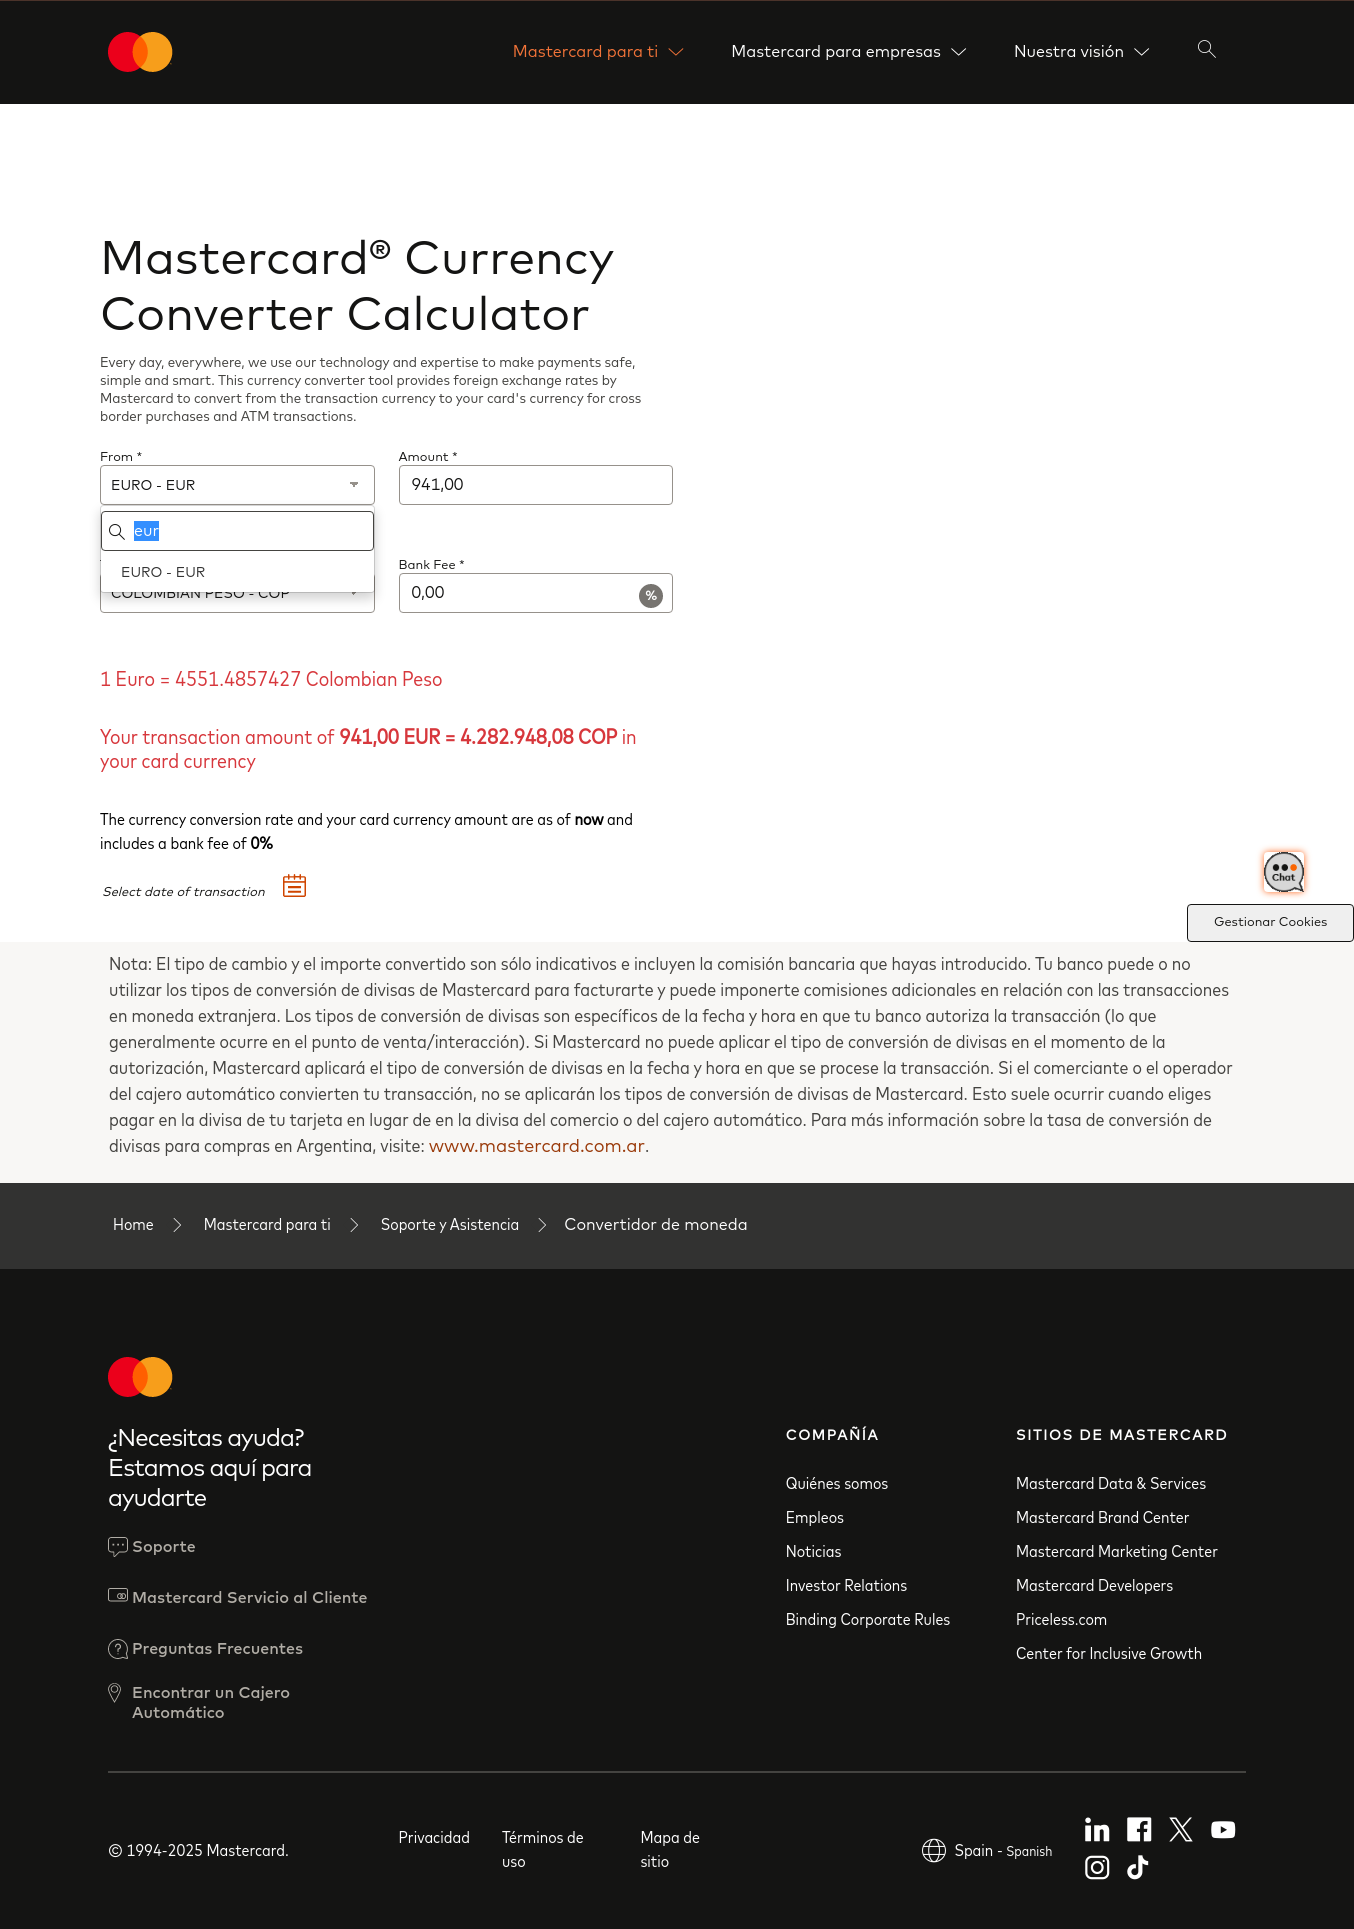 Mastercard para ti
Mastercard para empresas
Nuestra visión
Mastercard® Currency
Converter Calculator
Every day, everywhere, we use our technology and expertise to make payments safe,
simple and smart. This currency converter tool provides foreign exchange rates by
Mastercard to convert from the transaction currency to your card's currency for cross
border purchases and ATM transactions.
From *
Amount *
EURO - EUR
941,00
eur
EURO - EUR
Bank Fee *
COLOMBIAN PESO - COP
0,00
%
1 Euro = 4551.4857427 Colombian Peso
Your transaction amount of 941,00 EUR = 4.282.948,08 COP in
your card currency
The currency conversion rate and your card currency amount are as of now and
includes a bank fee of 0%
Select date of transaction
Chat
Gestionar Cookies
Nota: El tipo de cambio y el importe convertido son sólo indicativos e incluyen la comisión bancaria que hayas introducido. Tu banco puede o no
utilizar los tipos de conversión de divisas de Mastercard para facturarte y puede imponerte comisiones adicionales en relación con las transacciones
en moneda extranjera. Los tipos de conversión de divisas son específicos de la fecha y hora en que tu banco autoriza la transacción (lo que
generalmente ocurre en el punto de venta/interacción). Si Mastercard no puede aplicar el tipo de conversión de divisas en el momento de la
autorización, Mastercard aplicará el tipo de conversión de divisas en la fecha y hora en que se procese la transacción. Si el comerciante o el operador
del cajero automático convierten tu transacción, no se aplicarán los tipos de conversión de divisas de Mastercard. Esto suele ocurrir cuando eliges
pagar en la divisa de tu tarjeta en lugar de en la divisa del comercio o del cajero automático. Para más información sobre la tasa de conversión de
divisas para compras en Argentina, visite: www.mastercard.com.ar.
Home
Mastercard para ti
Soporte y Asistencia
Convertidor de moneda
¿Necesitas ayuda?
Estamos aquí para
ayudarte
Soporte
Mastercard Servicio al Cliente
Preguntas Frecuentes
Encontrar un Cajero
Automático
COMPAÑÍA
Quiénes somos
Empleos
Noticias
Investor Relations
Binding Corporate Rules
SITIOS DE MASTERCARD
Mastercard Data & Services
Mastercard Brand Center
Mastercard Marketing Center
Mastercard Developers
Priceless.com
Center for Inclusive Growth
© 1994-2025 Mastercard.
Privacidad
Términos de
uso
Mapa de
sitio
Spain - Spanish